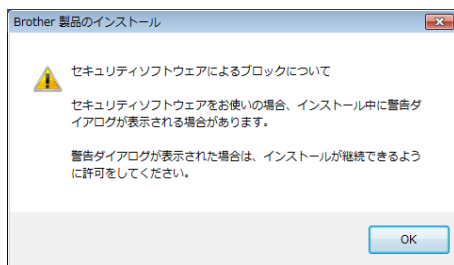 Brother 製品のインストール
セキュリティソフトウェアによるブロックについて
セキュリティソフトウェアをお使いの場合、インストール中に警告ダ
イアログが表示される場合があります。
警告ダイアログが表示された場合は、インストールが継続できるよう
に許可をしてください。
OK